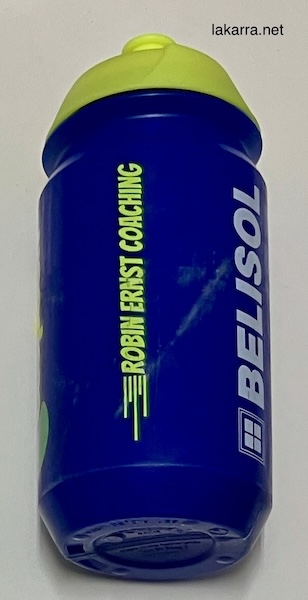 lakarra.net
ROBIN ERNST COACHING
BELISOL